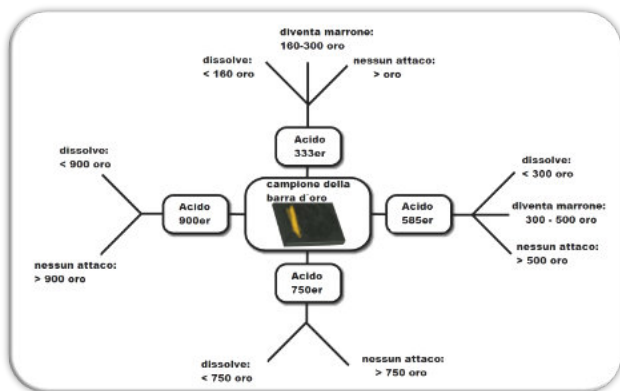 diventa marrone:
160-300 oro
dissolve:
< 160 oro
nessun attaco:
> oro
Acido
333er
dissolve:
< 900 oro
Acido
900er
nessun attaco:
> 900 oro
campione della
barra d´oro
Acido
585er
dissolve:
< 300 oro
diventa marrone:
300 - 500 oro
nessun attaco:
> 500 oro
Acido
750er
dissolve:
< 750 oro
nessun attaco:
> 750 oro